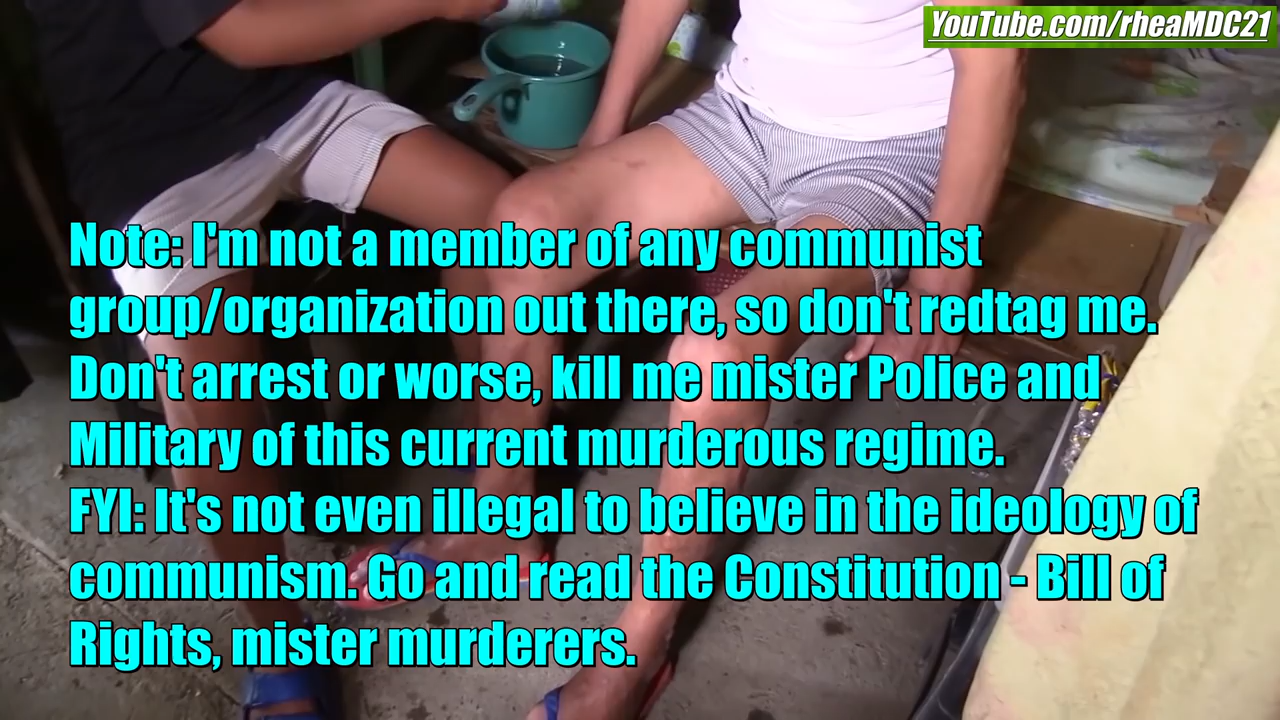 YouTube.com/rheaMDC21
Note: I'm not a member of any communist
group/organization out there, so don't redtag me.
Don't arrest or worse, kill me mister Police and
Military of this current murderous regime.
FYI: It's not even illegal to believe in the ideology of
communism. Go and read the Constitution - Bill of
Rights, mister murderers.